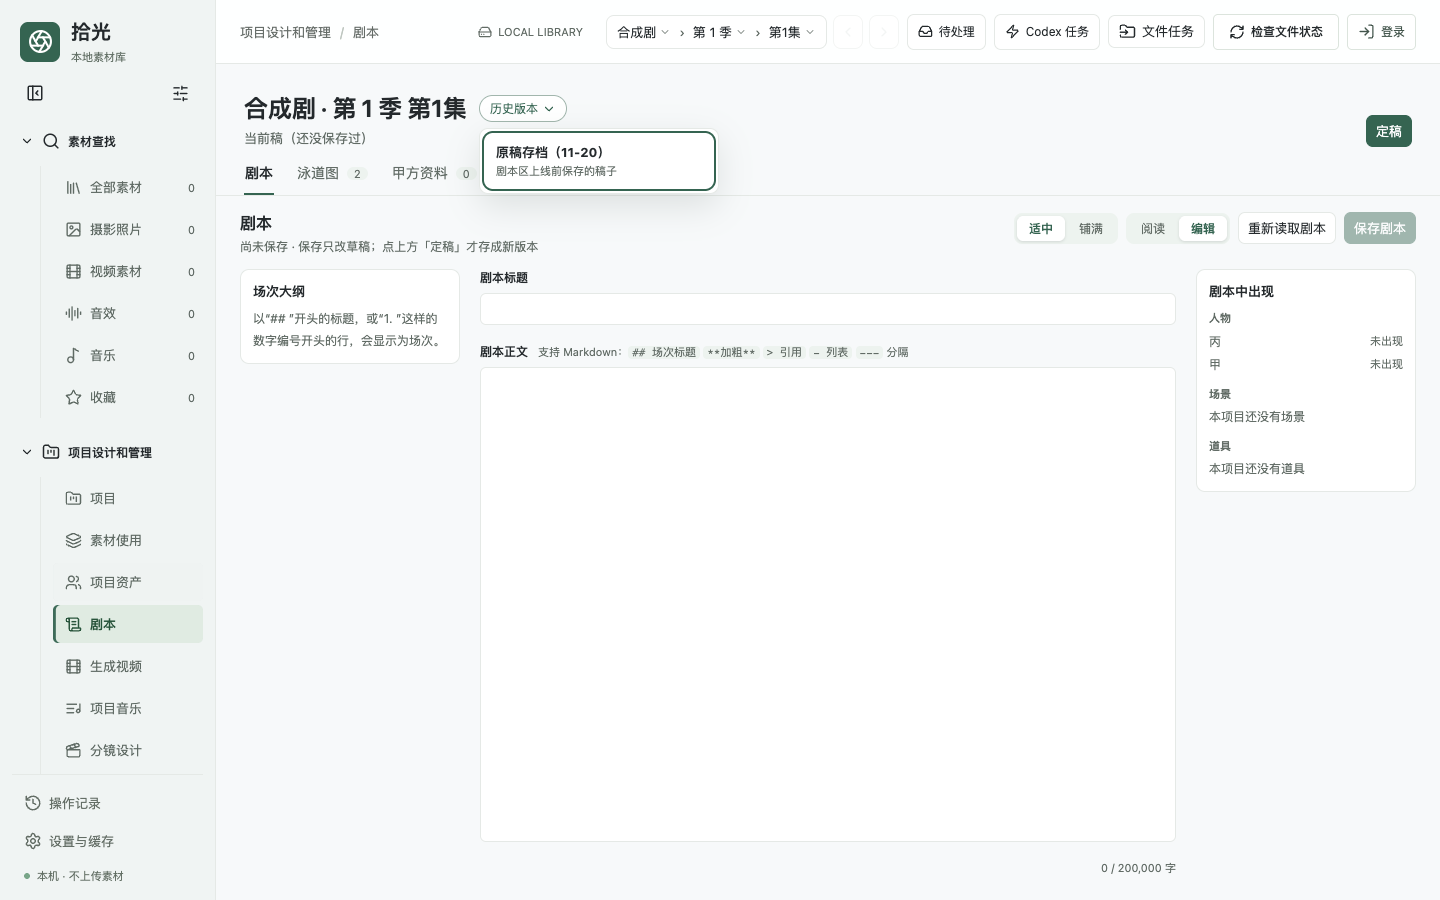 拾光
本地素材库
素材查找
全部素材 0
摄影照片 0
视频素材 0
音效 0
音乐 0
收藏 0
项目设计和管理
项目
素材使用
项目资产
剧本
生成视频
项目音乐
分镜设计
操作记录
设置与缓存
本机 · 不上传素材
项目设计和管理 / 剧本
LOCAL LIBRARY
合成剧 › 第 1 季 › 第1集
待处理
Codex 任务
文件任务
检查文件状态
登录
合成剧 · 第 1 季 第1集
历史版本
当前稿（还没保存过）
定稿
原稿存档（11-20）
剧本区上线前保存的稿子
剧本
泳道图 2
甲方资料 0
剧本
尚未保存 · 保存只改草稿；点上方「定稿」才存成新版本
适中 铺满
阅读 编辑
重新读取剧本
保存剧本
场次大纲
以“## ”开头的标题，或“1. ”这样的
数字编号开头的行，会显示为场次。
剧本标题
剧本正文 支持 Markdown： ## 场次标题 **加粗** > 引用 - 列表 --- 分隔
0 / 200,000 字
剧本中出现
人物
丙 未出现
甲 未出现
场景
本项目还没有场景
道具
本项目还没有道具